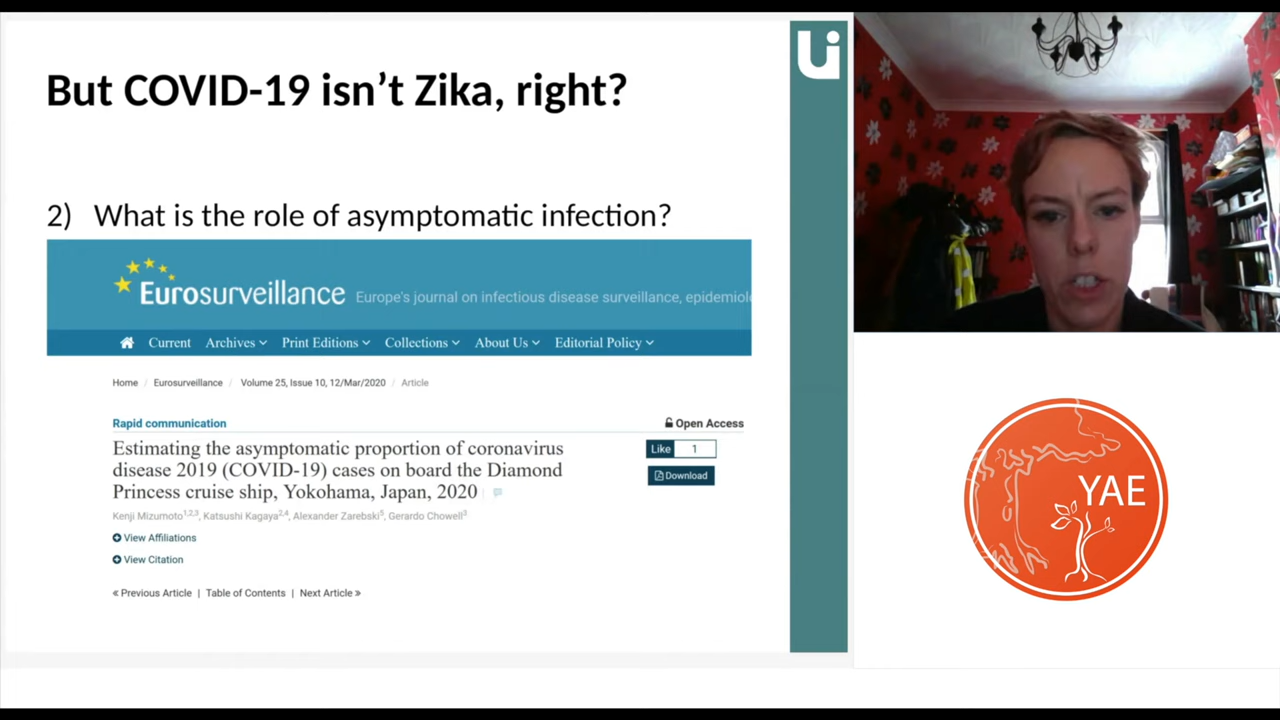 But COVID-19 isn’t Zika, right?
2) What is the role of asymptomatic infection?
Eurosurveillance Europe's journal on infectious disease surveillance, epidemiol
Current Archives Print Editions Collections About Us Editorial Policy
Home / Eurosurveillance / Volume 25, Issue 10, 12/Mar/2020 / Article
Rapid communication Open Access
Estimating the asymptomatic proportion of coronavirus
disease 2019 (COVID-19) cases on board the Diamond
Princess cruise ship, Yokohama, Japan, 2020
Like 1
Download
Kenji Mizumoto1,2,3, Katsushi Kagaya2,4, Alexander Zarebski5, Gerardo Chowell3
View Affiliations
View Citation
« Previous Article | Table of Contents | Next Article »
Ui
YAE